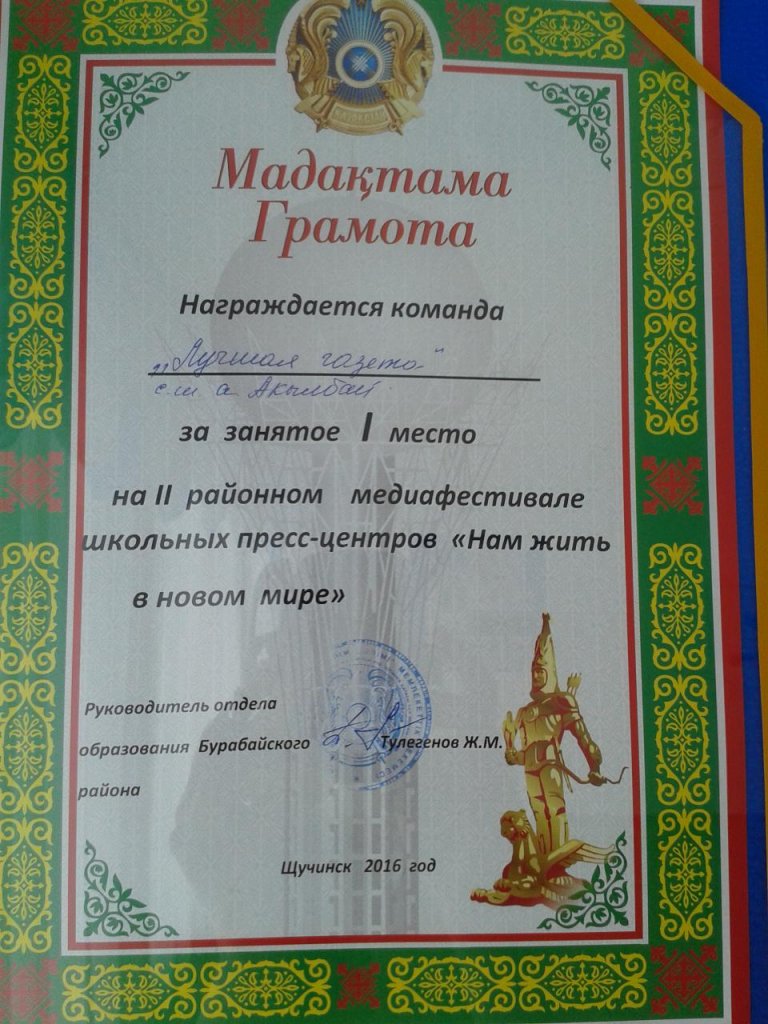 Мадақтама
Грамота
Награждается команда
„Лучшая газета"
с.ш а. Акылбай
за занятое I место
на II районном медиафестивале
школьных пресс-центров «Нам жить
в новом мире»
Руководитель отдела
образования Бурабайского Тулегенов Ж.М.
района
Щучинск 2016 год